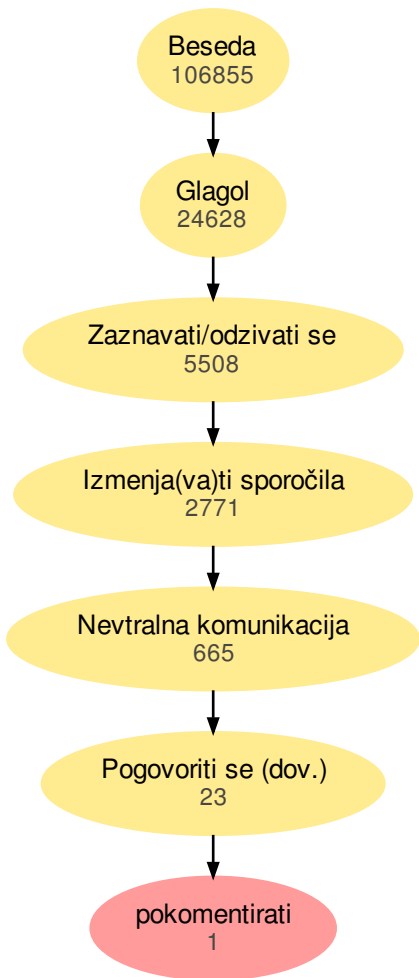 Beseda
106855
Glagol
24628
Zaznavati/odzivati se
5508
Izmenja(va)ti sporočila
2771
Nevtralna komunikacija
665
Pogovoriti se (dov.)
23
pokomentirati
1